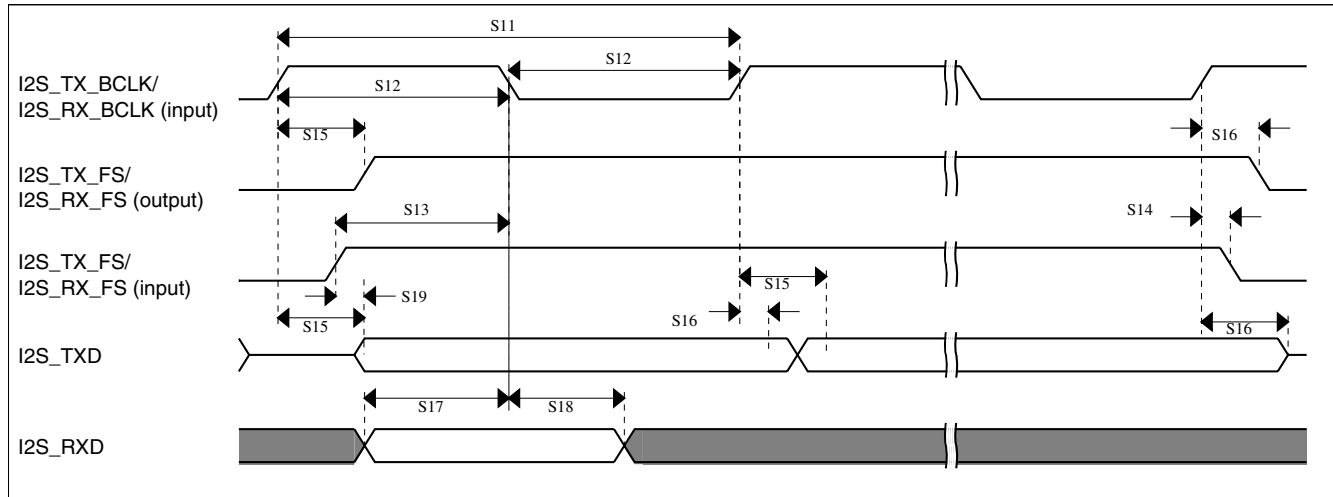 S11
S12
I2S_TX_BCLK/
I2S_RX_BCLK (input)
S12
S15
S16
I2S_TX_FS/
I2S_RX_FS (output)
S13
S14
I2S_TX_FS/
I2S_RX_FS (input)
S15
S19
S15
S16
S16
I2S_TXD
S17
S18
I2S_RXD